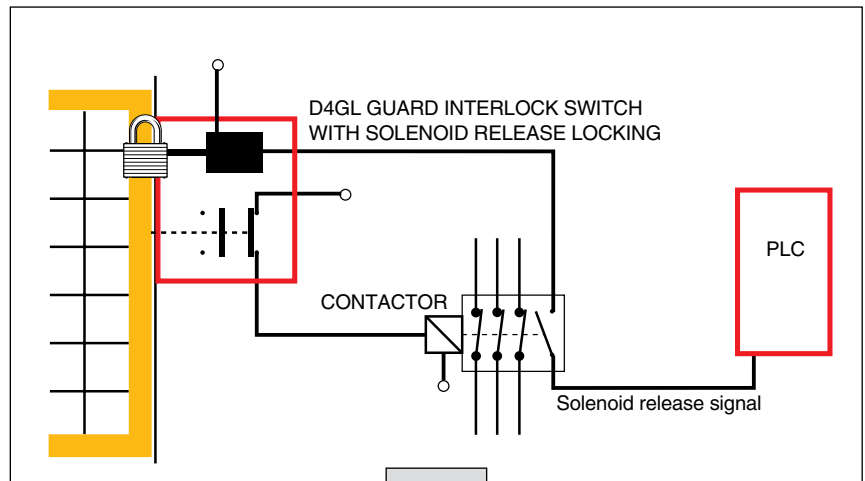 D4GL GUARD INTERLOCK SWITCH
WITH SOLENOID RELEASE LOCKING
PLC
CONTACTOR
Solenoid release signal